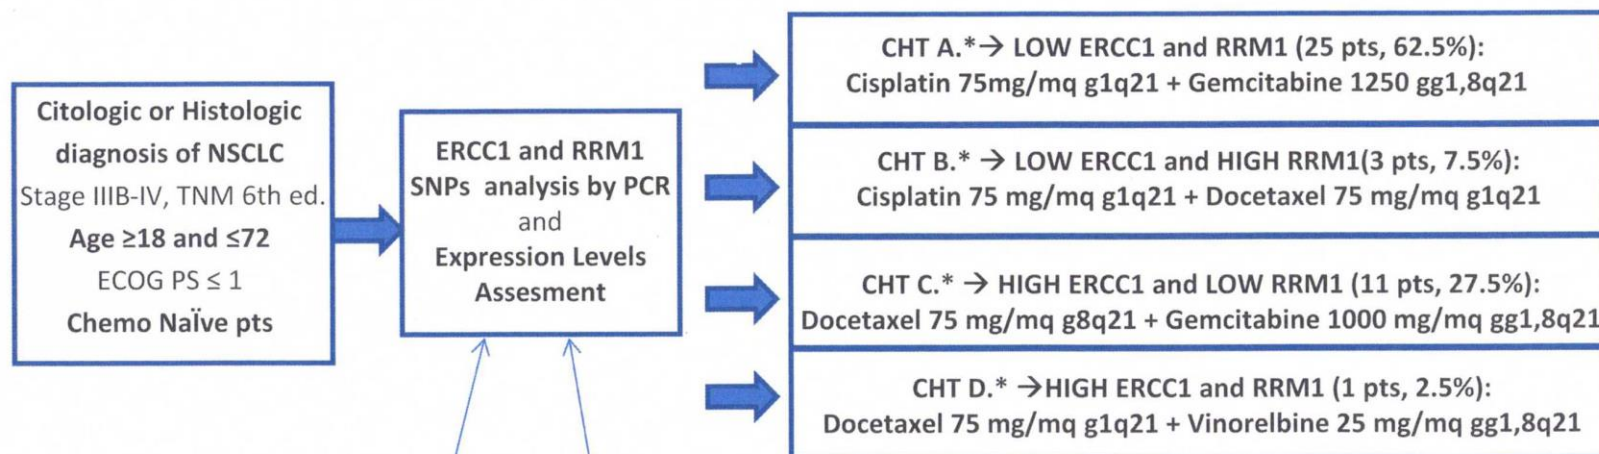 Citologic or Histologic
diagnosis of NSCLC
Stage IIIB-IV, TNM 6th ed.
Age ≥18 and ≤72
ECOG PS ≤ 1
Chemo NaÏve pts
ERCC1 and RRM1
SNPs analysis by PCR
and
Expression Levels
Assesment
CHT A.*→ LOW ERCC1 and RRM1 (25 pts, 62.5%):
Cisplatin 75mg/mq g1q21 + Gemcitabine 1250 gg1,8q21
CHT B.* → LOW ERCC1 and HIGH RRM1(3 pts, 7.5%):
Cisplatin 75 mg/mq g1q21 + Docetaxel 75 mg/mq g1q21
CHT C.* → HIGH ERCC1 and LOW RRM1 (11 pts, 27.5%):
Docetaxel 75 mg/mq g8q21 + Gemcitabine 1000 mg/mq gg1,8q21
CHT D.* →HIGH ERCC1 and RRM1 (1 pts, 2.5%):
Docetaxel 75 mg/mq g1q21 + Vinorelbine 25 mg/mq gg1,8q21